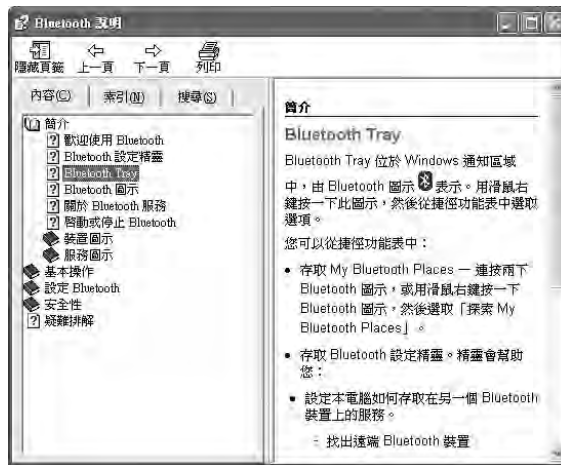 Bluetooth 說明
隱藏頁籤 上一頁 下一頁 列印
內容(C) 索引(N) 搜尋(S)
簡介
歡迎使用 Bluetooth
Bluetooth 設定精靈
Bluetooth Tray
Bluetooth 圖示
關於 Bluetooth 服務
啟動或停止 Bluetooth
裝置圖示
服務圖示
基本操作
設定 Bluetooth
安全性
疑難排解
簡介
Bluetooth Tray
Bluetooth Tray 位於 Windows 通知區域
中，由 Bluetooth 圖示 表示。用滑鼠右
鍵按一下此圖示，然後從捷徑功能表中選取
選項。
您可以從捷徑功能表中：
• 存取 My Bluetooth Places — 連按兩下
Bluetooth 圖示，或用滑鼠右鍵按一下
Bluetooth 圖示，然後選取「探索 My
Bluetooth Places」。
• 存取 Bluetooth 設定精靈。精靈會幫助
您：
• 設定本電腦如何存取在另一個 Bluetooth
裝置上的服務。
- 找出遠端 Bluetooth 裝置